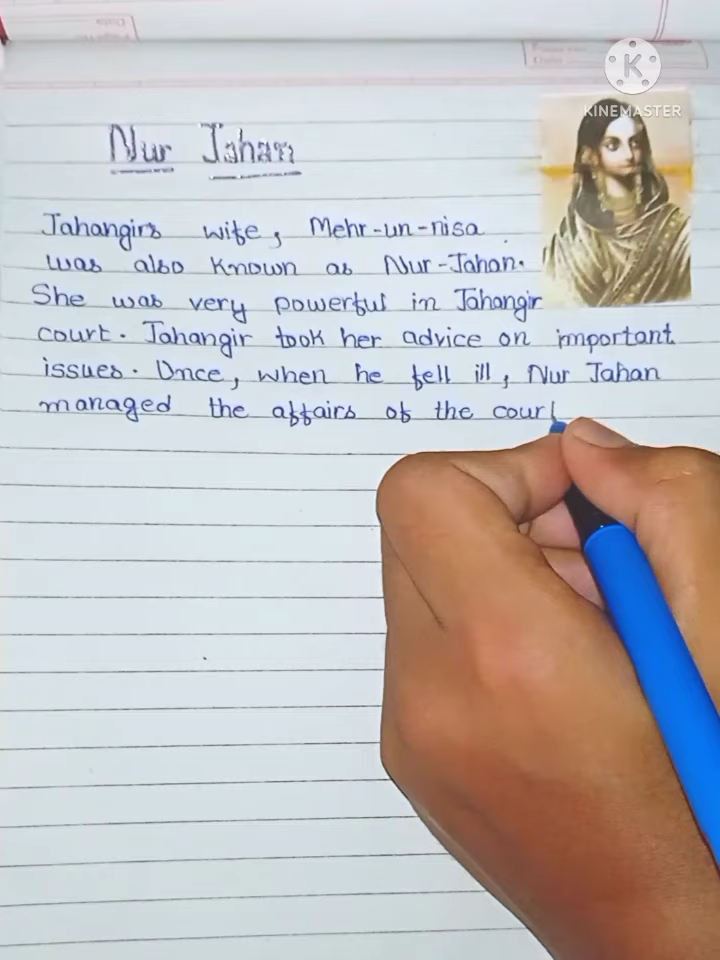 K
KINEMASTER
Nur Jahan
Jahangirs wife, Mehr-un-nisa
was also known as Nur-Jahan.
She was very powerful in Jahangir
court. Jahangir took her advice on important
issues. Once, when he fell ill, Nur Jahan
managed the affairs of the cour